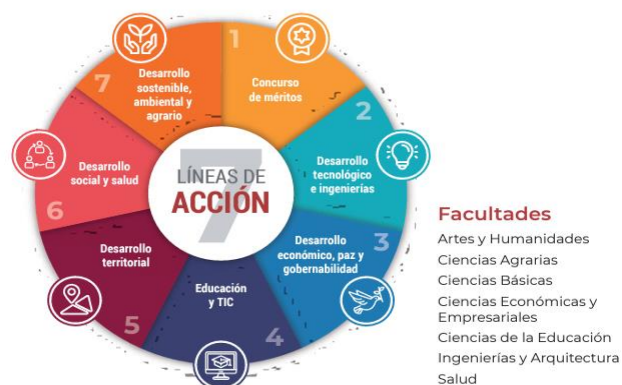 1
Concurso
de méritos
2
Desarrollo
tecnológico
e ingenierías
3
Desarrollo
económico, paz y
gobernabilidad
4
Educación
y TIC
5
Desarrollo
territorial
6
Desarrollo
social y salud
7
Desarrollo
sostenible,
ambiental y
agrario
7
LÍNEAS DE
ACCIÓN
Facultades
Artes y Humanidades
Ciencias Agrarias
Ciencias Básicas
Ciencias Económicas y
Empresariales
Ciencias de la Educación
Ingenierías y Arquitectura
Salud